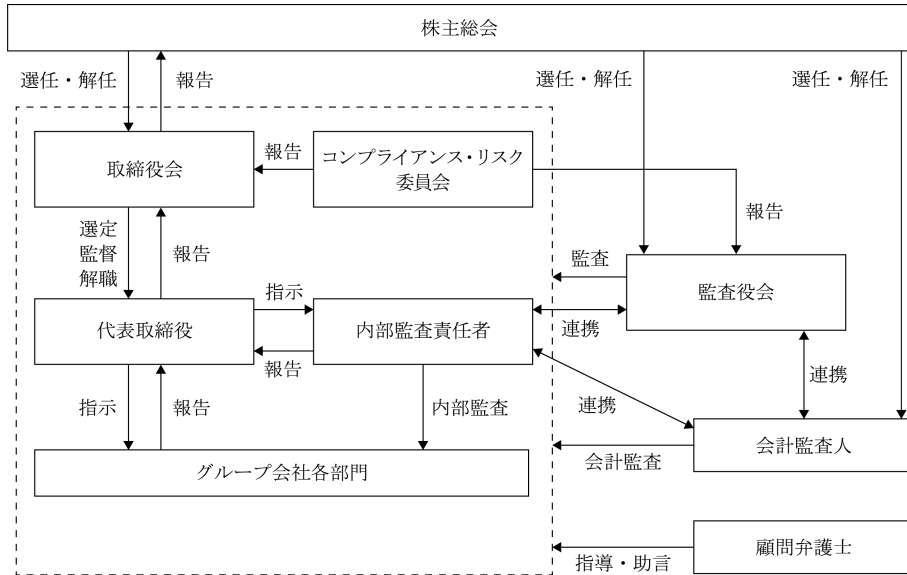 株主総会
選任・解任
報告
選任・解任
選任・解任
取締役会
報告
コンプライアンス・リスク
委員会
報告
選定
監督
解職
報告
監査
監査役会
指示
代表取締役
内部監査責任者
連携
報告
連携
指示
報告
内部監査
連携
会計監査人
会計監査
グループ会社各部門
顧問弁護士
指導・助言